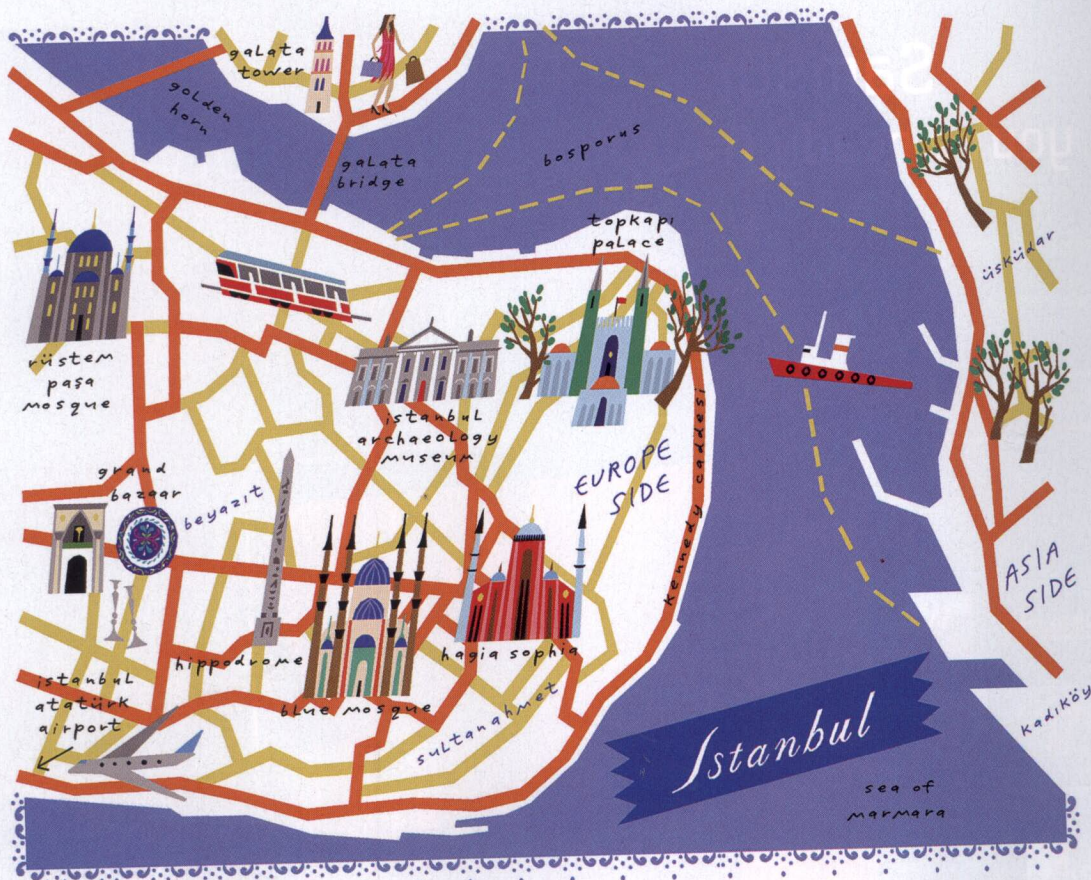 galata
tower
golden
horn
galata
bridge
bosporus
topkapı
palace
üsküdar
rüstem
paşa
mosque
istanbul
archaeology
museum
EUROPE
SIDE
kennedy caddesi
grand
bazaar
beyazıt
ASIA
SIDE
hippodrome
hagia sophia
blue mosque
istanbul
atatürk
airport
sultanahmet
kadıköy
Istanbul
sea of
marmara